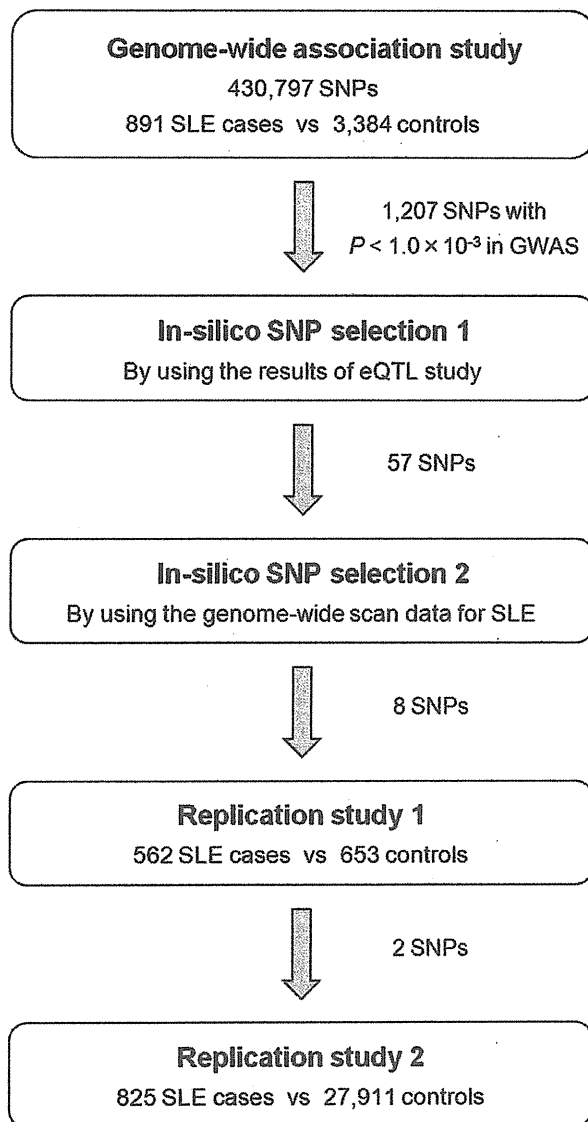 Genome-wide association study
430,797 SNPs
891 SLE cases vs 3,384 controls
1,207 SNPs with
P < 1.0 × 10⁻³ in GWAS
In-silico SNP selection 1
By using the results of eQTL study
57 SNPs
In-silico SNP selection 2
By using the genome-wide scan data for SLE
8 SNPs
Replication study 1
562 SLE cases vs 653 controls
2 SNPs
Replication study 2
825 SLE cases vs 27,911 controls